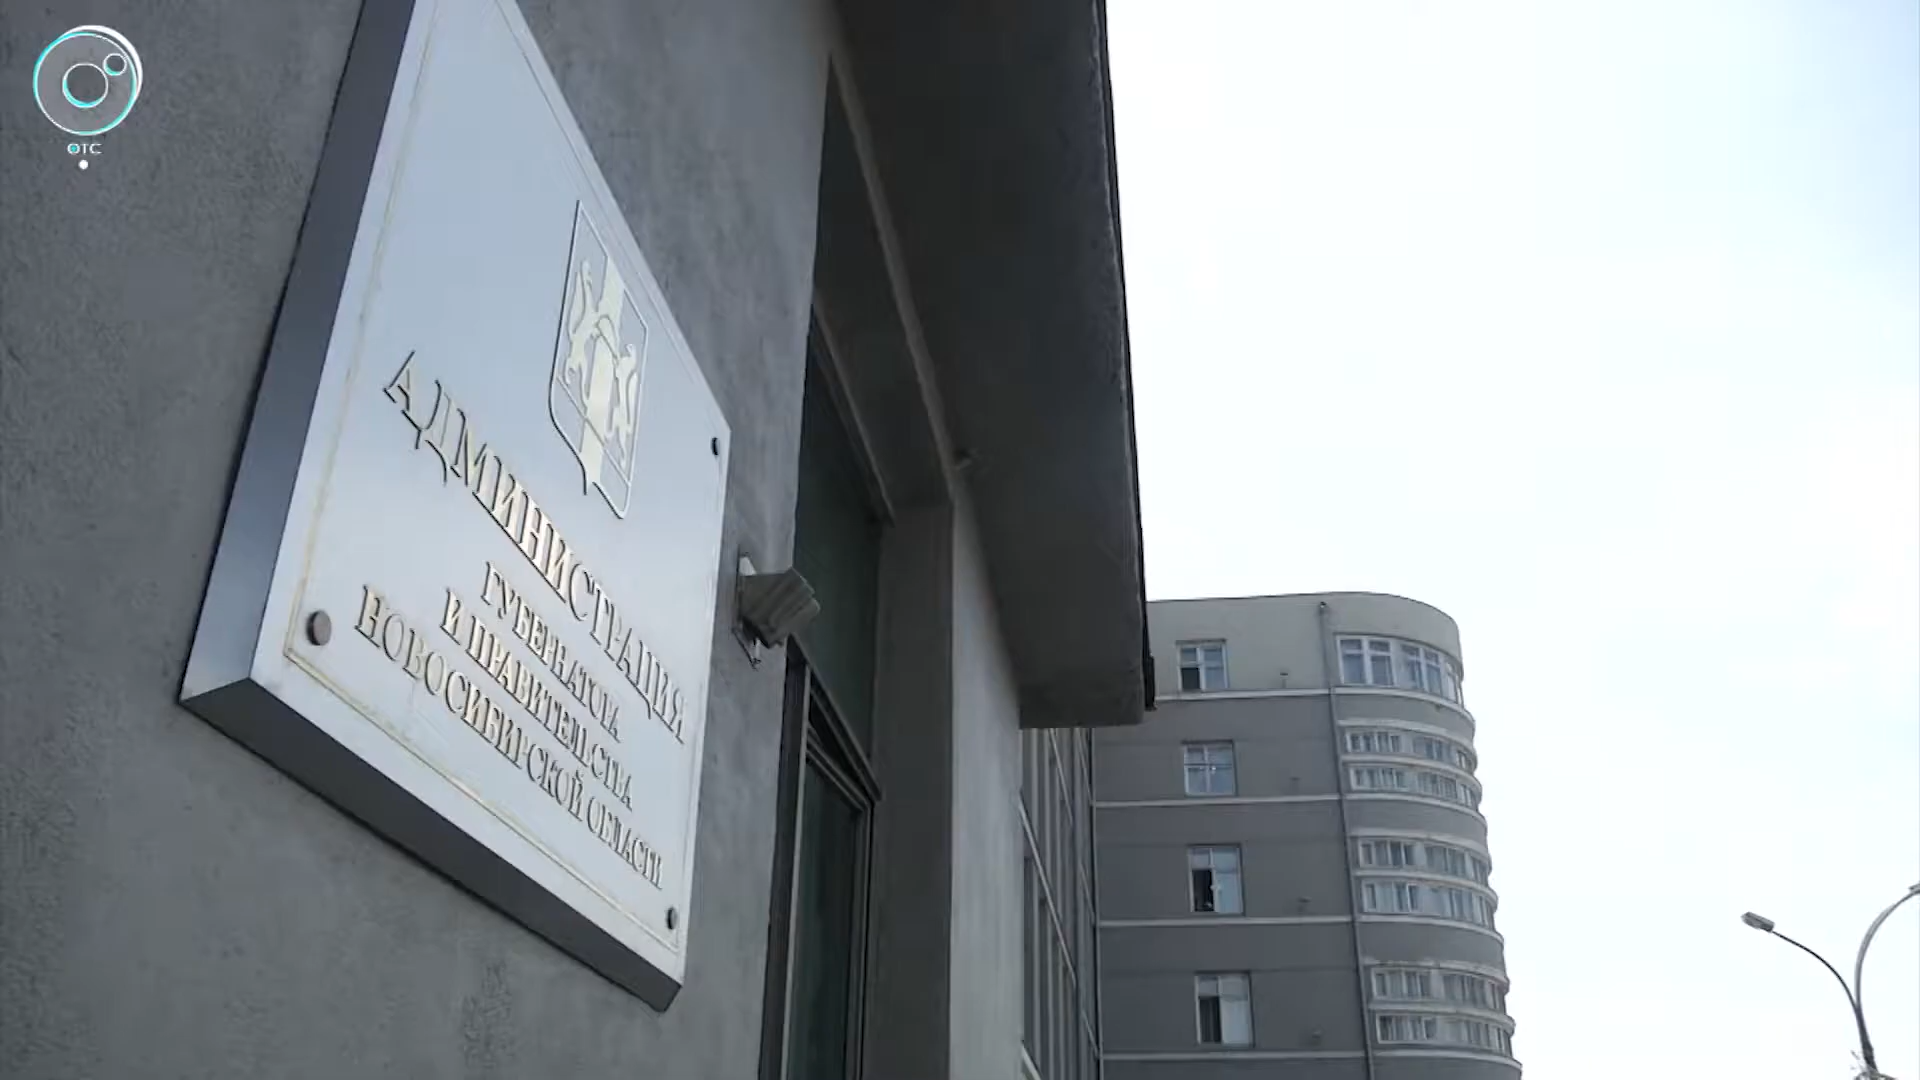 ОТС
АДМИНИСТРАЦИЯ
ГУБЕРНАТОРА
И ПРАВИТЕЛЬСТВА
НОВОСИБИРСКОЙ ОБЛАСТИ